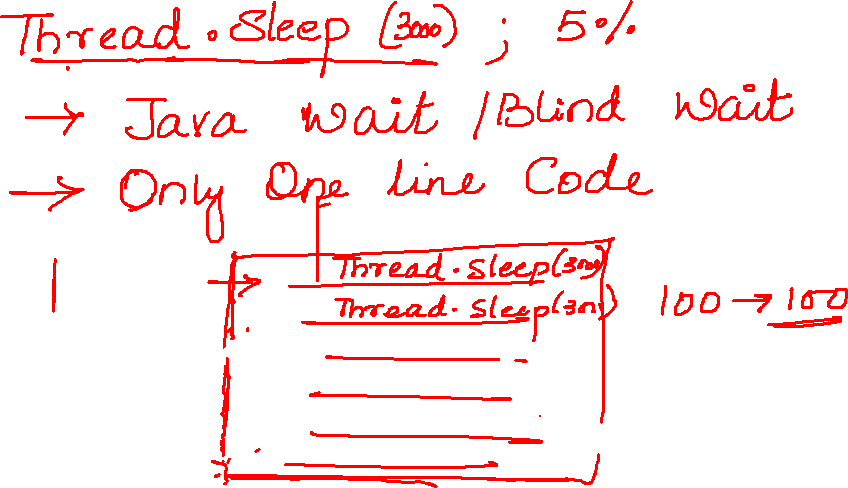 Thread.Sleep (3000) ; 5%
→ Java Wait /Blind Wait
→ Only One line Code
→ Thread.Sleep(3000)
Thread.Sleep(3000) 100 → 100